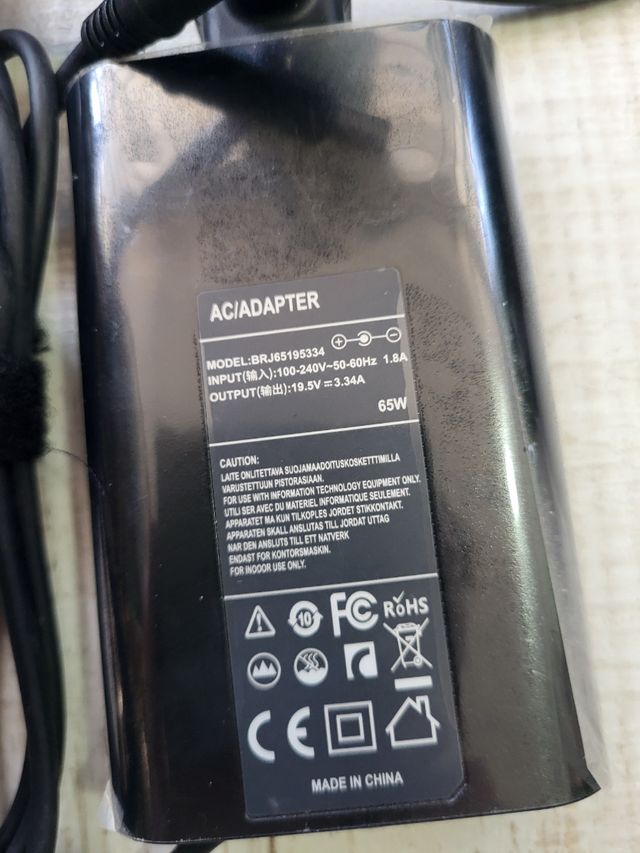 AC/ADAPTER
MODEL:BRJ65195334
INPUT(输入):100-240V~50-60Hz 1.8A
OUTPUT(输出):19.5V⎓3.34A
65W
CAUTION:
LAITE ONLITETTAVA SUOJAMAADOITUSKOSKETTIMILLA
VARUSTETTUUN PISTORASIAAN.
FOR USE WITH INFORMATION TECHNOLOGY EQUIPMENT ONLY.
UTILI SER AVEC DU MATERIEL INFORMATIQUE SEULEMENT.
APPARATET MA KUN TILKOPLES JORDET STIKKONTAKT.
APPARATEN SKALL ANSLUTAS TILL JORDAT UTTAG
NAR DEN ANSLUTS TILL ETT NATVERK
ENDAST FOR KONTORSMASKIN.
FOR INOOOR USE ONLY.
10 FC RoHS
CE
MADE IN CHINA